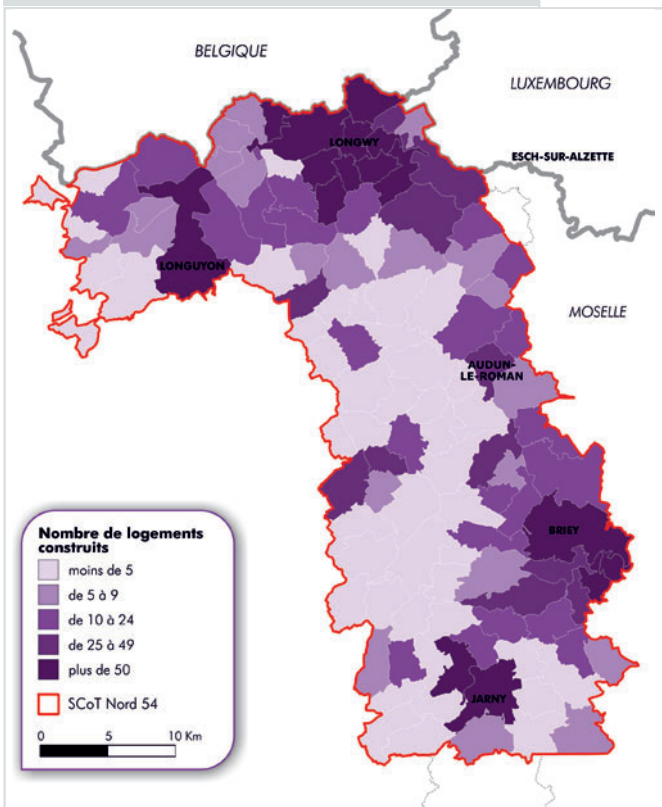 BELGIQUE
LUXEMBOURG
LONGWY
ESCH-SUR-ALZETTE
LONGUYON
MOSELLE
AUDUN-
LE-ROMAN
BRIEY
JARNY
Nombre de logements
construits
moins de 5
de 5 à 9
de 10 à 24
de 25 à 49
plus de 50
SCoT Nord 54
0 5 10 Km